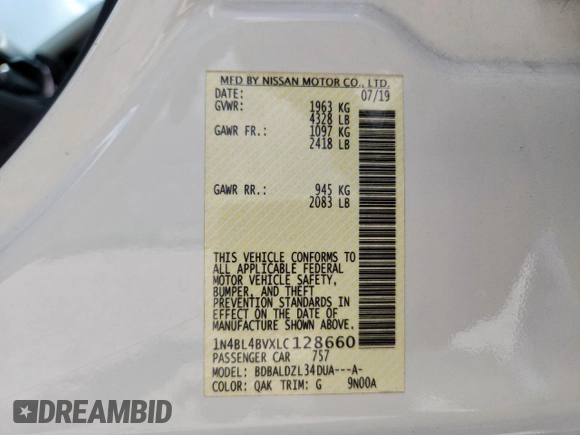 MFD BY NISSAN MOTOR CO., LTD.
DATE: 07/19
GVWR: 1963 KG
4328 LB
GAWR FR.: 1097 KG
2418 LB
GAWR RR.: 945 KG
2083 LB
THIS VEHICLE CONFORMS TO
ALL APPLICABLE FEDERAL
MOTOR VEHICLE SAFETY,
BUMPER, AND THEFT
PREVENTION STANDARDS IN
EFFECT ON THE DATE OF
MANUFACTURE SHOWN ABOVE.
1N4BL4BVXLC128660
PASSENGER CAR 757
MODEL: BDBALDZL34DUA---A-
COLOR: QAK TRIM: G 9N00A
DREAMBID